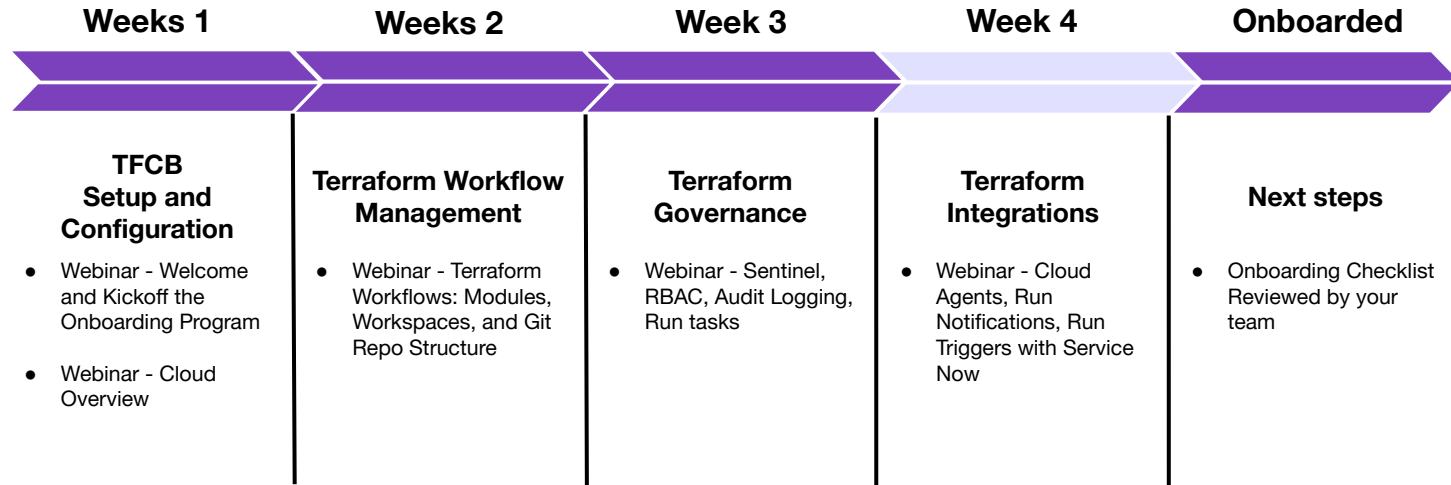 Weeks 1
Weeks 2
Week 3
Week 4
Onboarded
TFCB
Setup and
Configuration
● Webinar - Welcome
and Kickoff the
Onboarding Program
● Webinar - Cloud
Overview
Terraform Workflow
Management
● Webinar - Terraform
Workflows: Modules,
Workspaces, and Git
Repo Structure
Terraform
Governance
● Webinar - Sentinel,
RBAC, Audit Logging,
Run tasks
Terraform
Integrations
● Webinar - Cloud
Agents, Run
Notifications, Run
Triggers with Service
Now
Next steps
● Onboarding Checklist
Reviewed by your
team